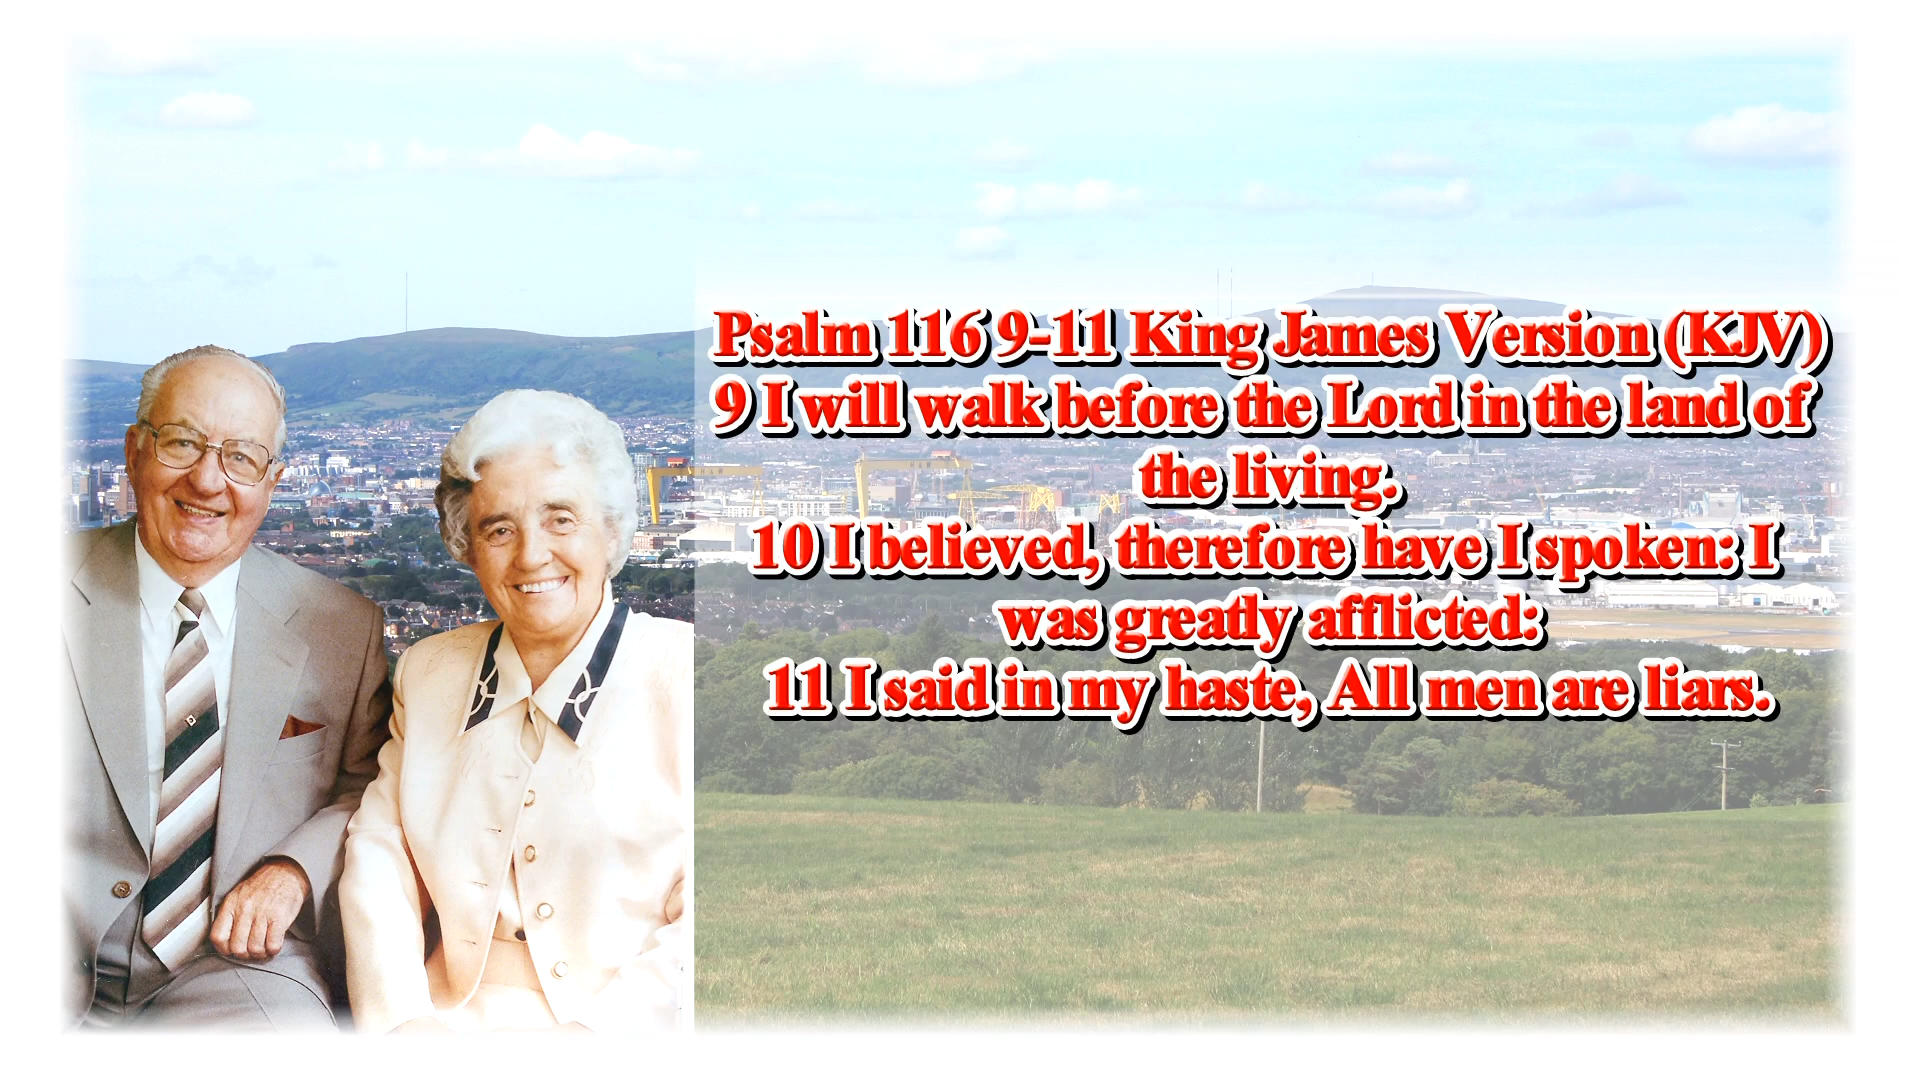 Psalm 116 9-11 King James Version (KJV)
9 I will walk before the Lord in the land of
the living.
10 I believed, therefore have I spoken: I
was greatly afflicted:
11 I said in my haste, All men are liars.